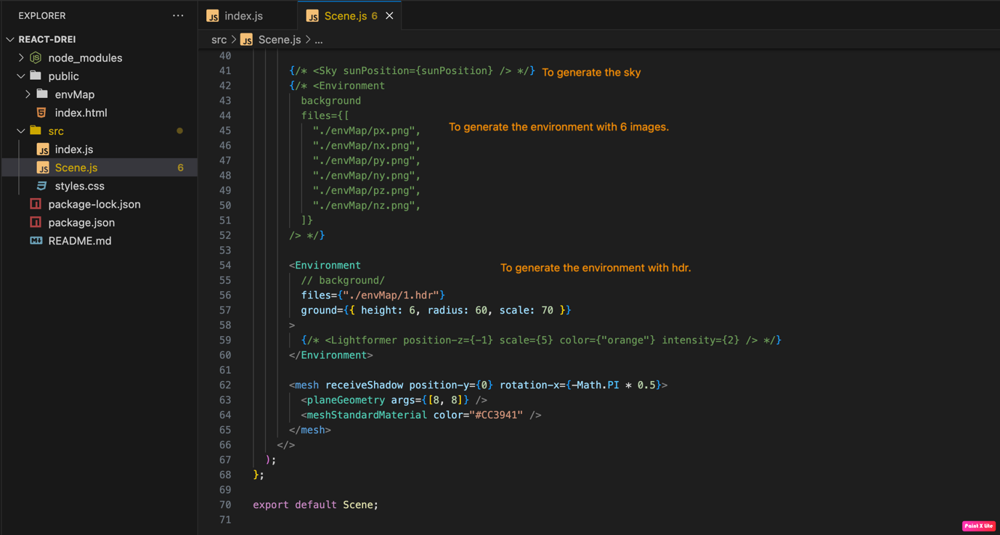 EXPLORER
...
REACT-DREI
node_modules
public
envMap
index.html
src
index.js
Scene.js 6
styles.css
package-lock.json
package.json
README.md
JS index.js
JS Scene.js 6
src > JS Scene.js > ...
40
41 {/* <Sky sunPosition={sunPosition} /> */} To generate the sky
42 {/* <Environment
43 background
44 files={[
45 "./envMap/px.png", To generate the environment with 6 images.
46 "./envMap/nx.png",
47 "./envMap/py.png",
48 "./envMap/ny.png",
49 "./envMap/pz.png",
50 "./envMap/nz.png",
51 ]}
52 /> */}
53
54 <Environment To generate the environment with hdr.
55 // background/
56 files={"./envMap/1.hdr"}
57 ground={{ height: 6, radius: 60, scale: 70 }}
58 >
59 {/* <Lightformer position-z={-1} scale={5} color={"orange"} intensity={2} /> */}
60 </Environment>
61
62 <mesh receiveShadow position-y={0} rotation-x={-Math.PI * 0.5}>
63 <planeGeometry args={[8, 8]} />
64 <meshStandardMaterial color="#CC3941" />
65 </mesh>
66 </>
67 );
68 };
69
70 export default Scene;
71
Paint X Lite